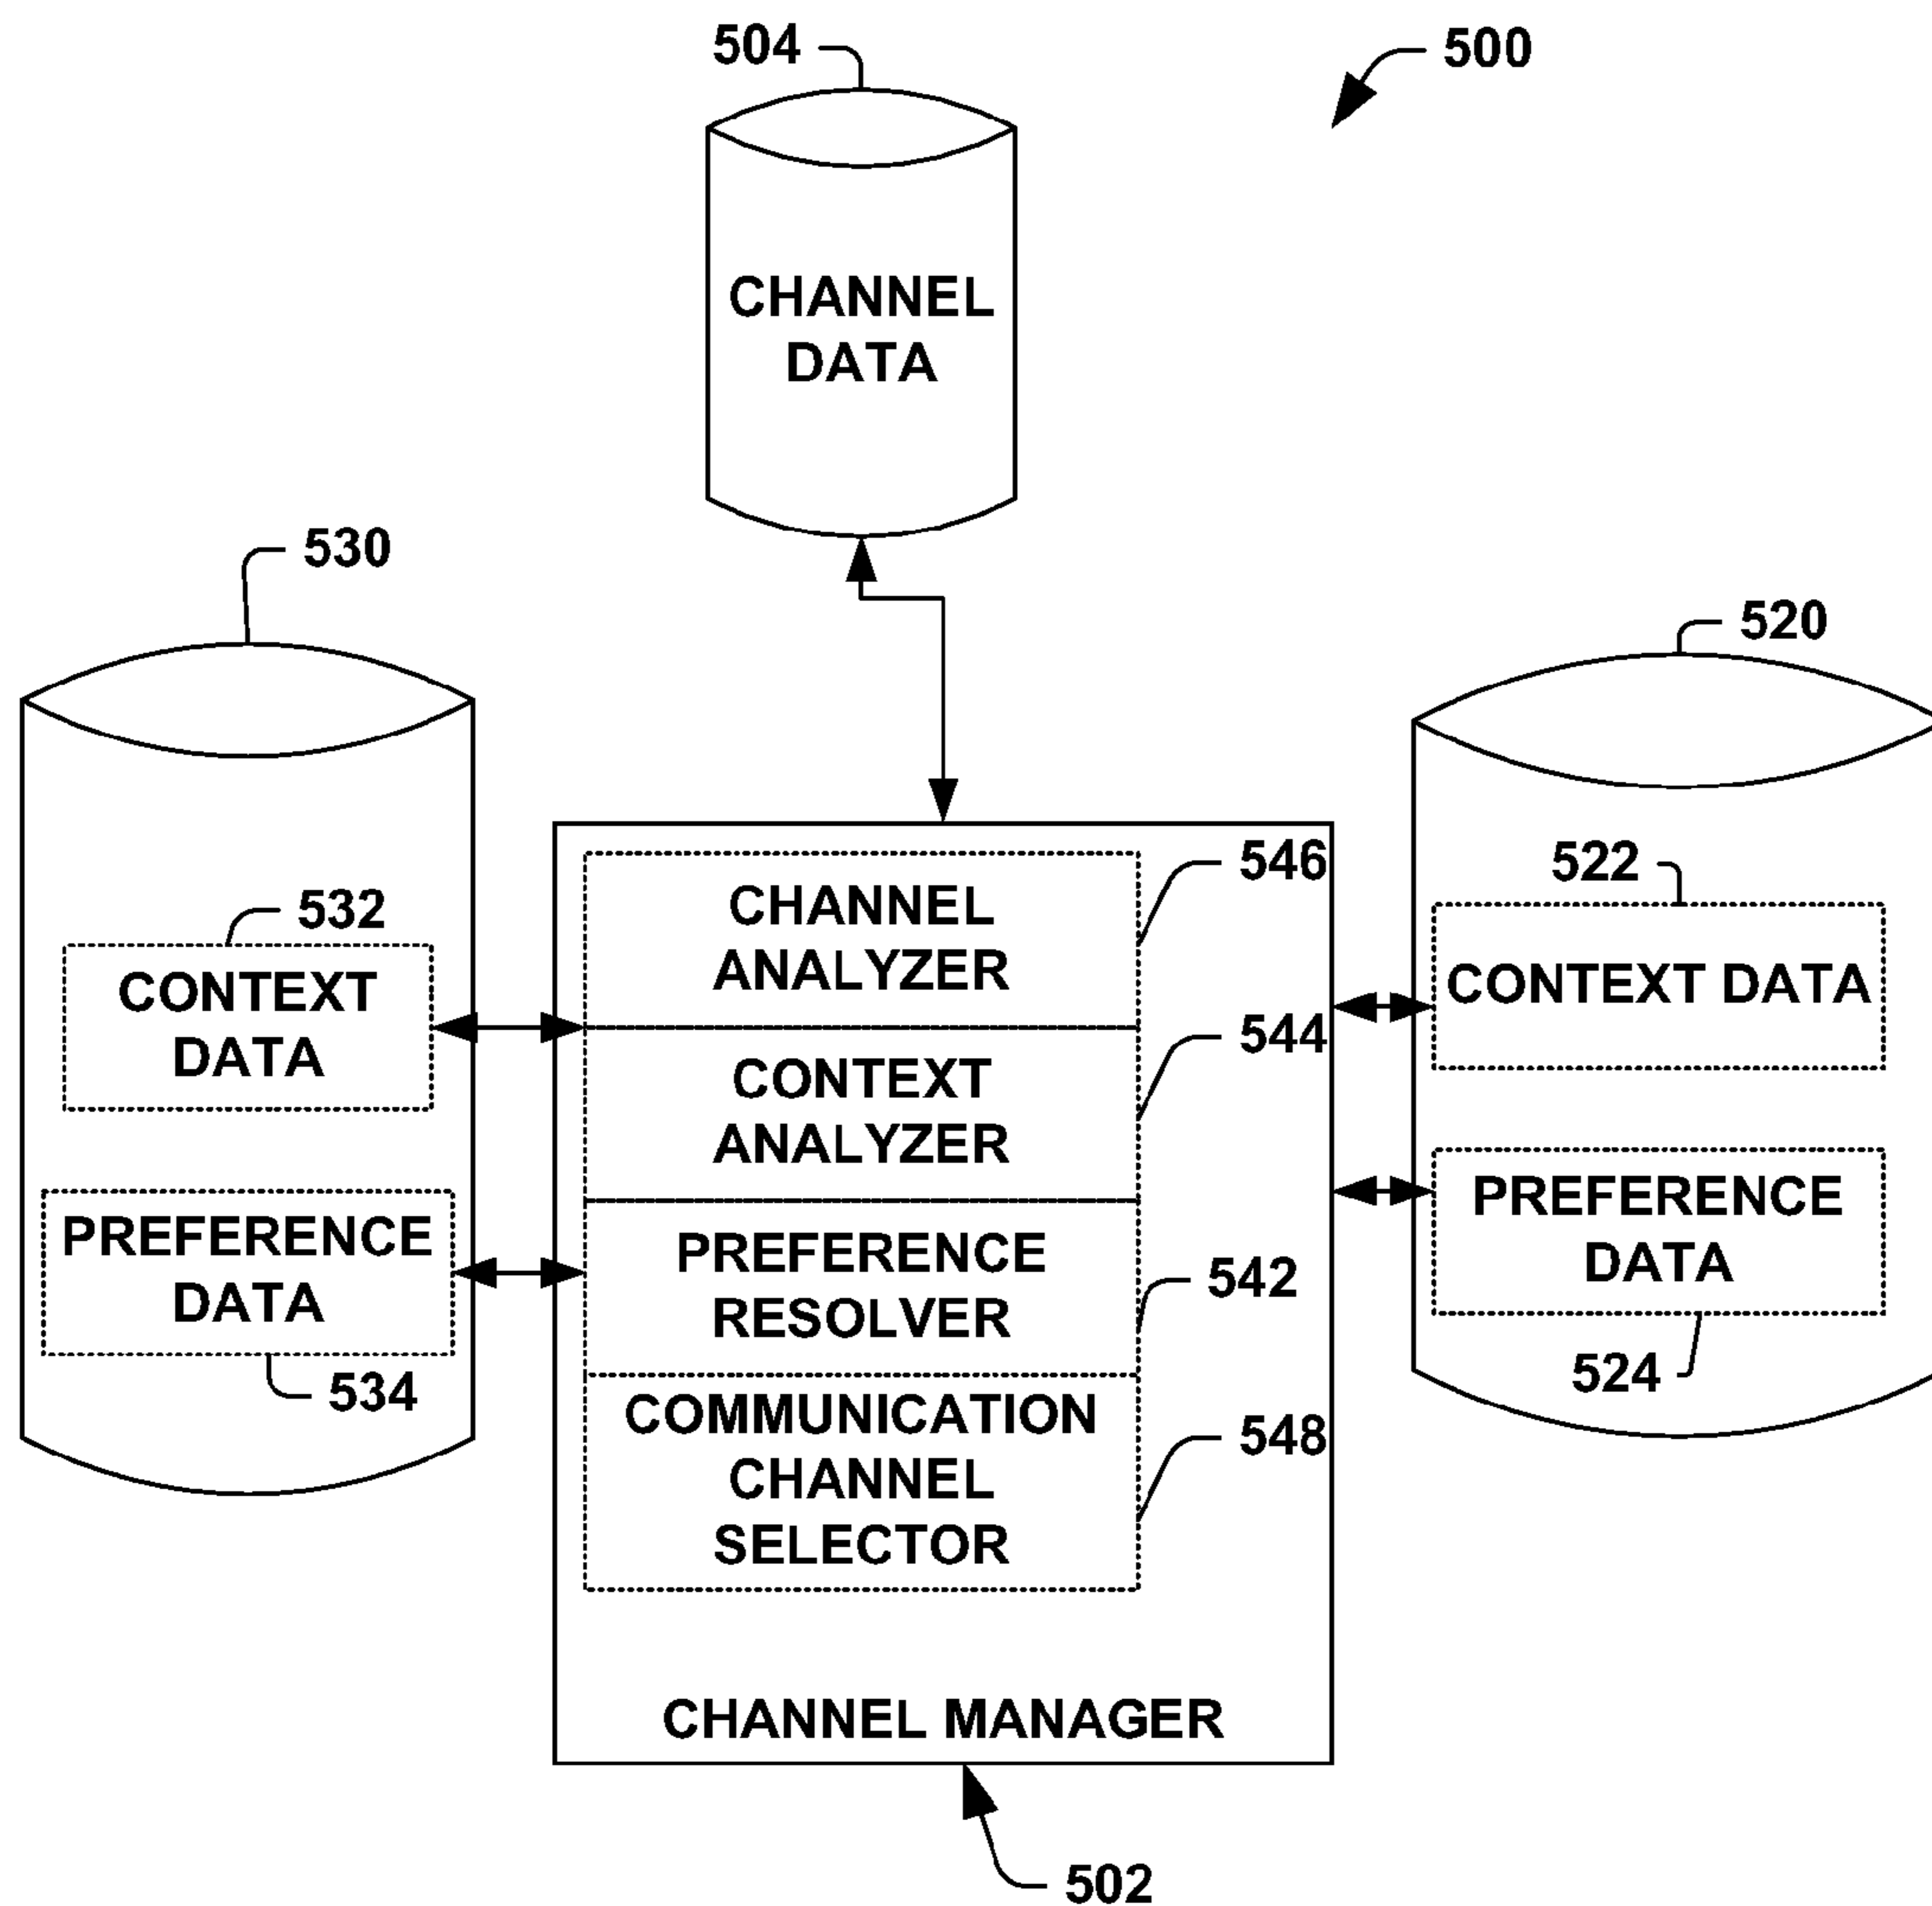 504
500
CHANNEL
DATA
530
520
546
522
532
CHANNEL
ANALYZER
CONTEXT
DATA
CONTEXT DATA
544
CONTEXT
ANALYZER
PREFERENCE
DATA
PREFERENCE
DATA
PREFERENCE
RESOLVER
542
534
524
COMMUNICATION
CHANNEL
SELECTOR
548
CHANNEL MANAGER
502